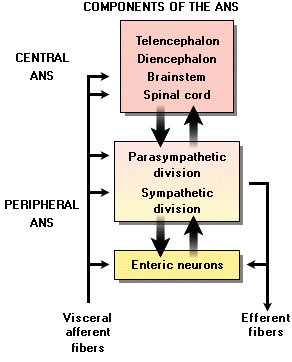 COMPONENTS OF THE ANS
CENTRAL
ANS
Telencephalon
Diencephalon
Brainstem
Spinal cord
PERIPHERAL
ANS
Parasympathetic
division
Sympathetic
division
Enteric neurons
Visceral
afferent
fibers
Efferent
fibers